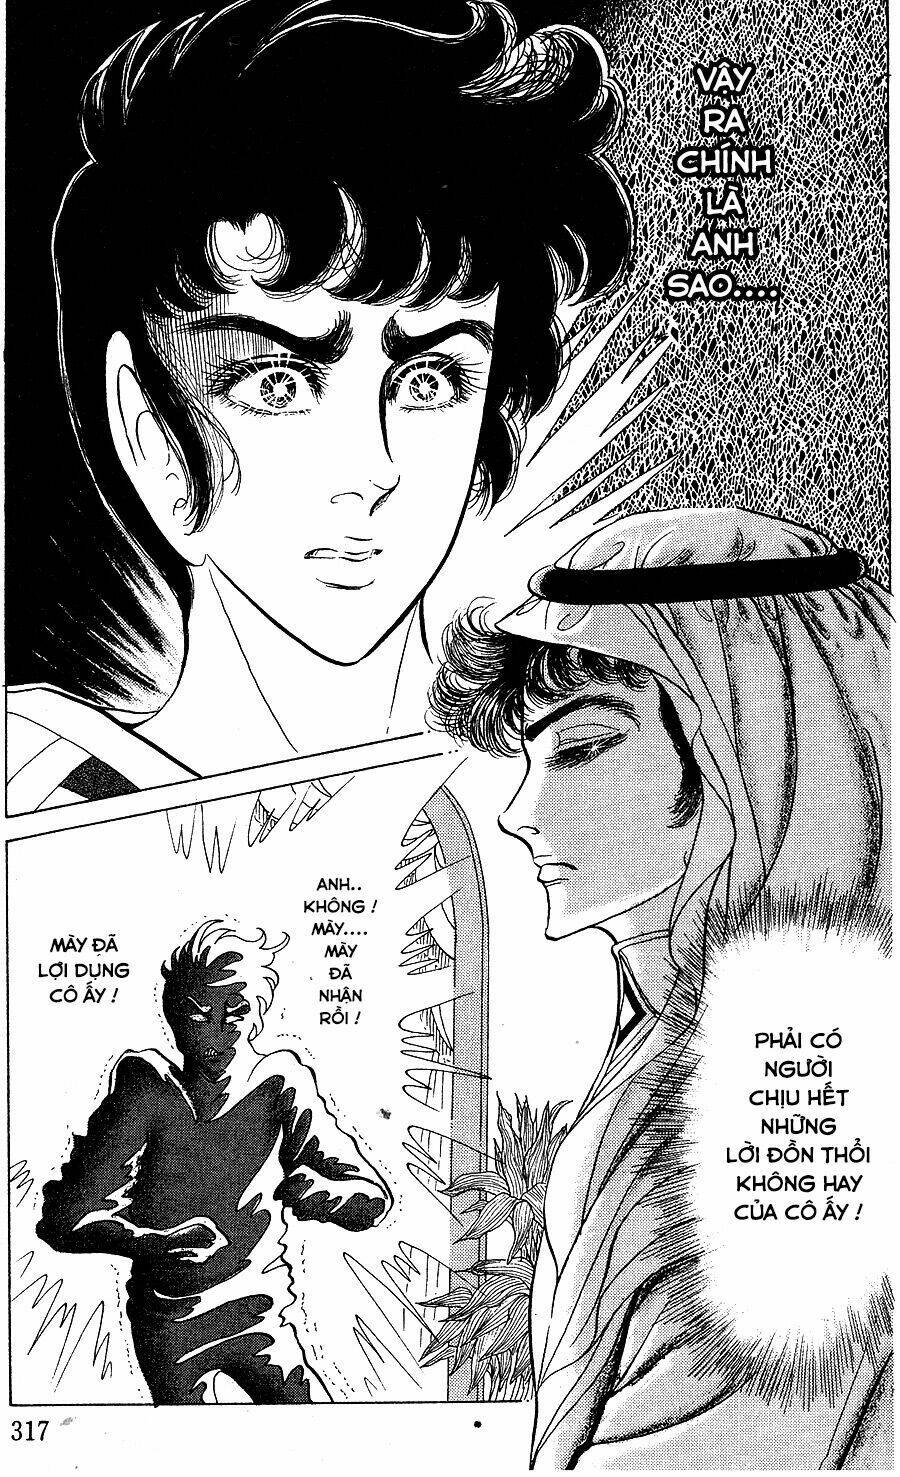 VẬY
RA
CHÍNH
LÀ
ANH
SAO....
ANH..
KHÔNG !
MÀY....
MÀY
ĐÃ
NHẬN
RỒI !
MÀY ĐÃ
LỢI DỤNG
CÔ ẤY !
PHẢI CÓ
NGƯỜI
CHỊU HẾT
NHỮNG
LỜI ĐỒN THỔI
KHÔNG HAY
CỦA CÔ ẤY !
317